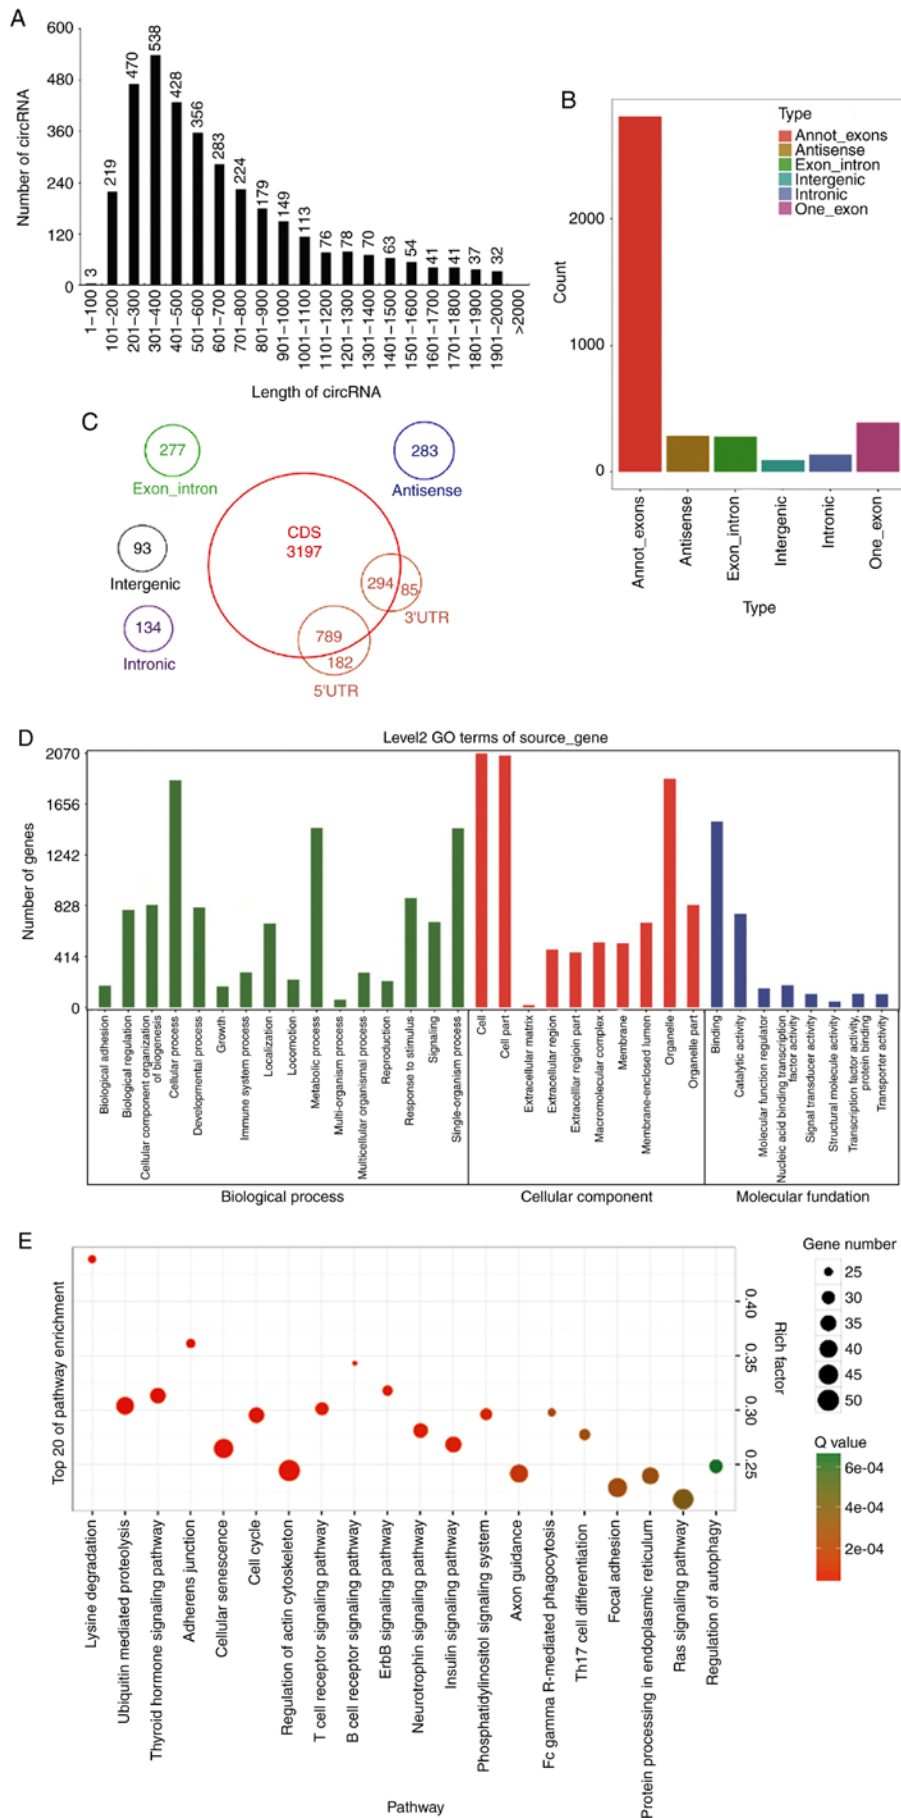 A
600
480
360
240
120
0
Number of circRNA
3
219
470
538
428
356
283
224
179
149
113
76
78
70
63
54
41
41
37
32
1-100
101-200
201-300
301-400
401-500
501-600
601-700
701-800
801-900
901-1000
1001-1100
1101-1200
1201-1300
1301-1400
1401-1500
1501-1600
1601-1700
1701-1800
1801-1900
1901-2000
>2000
Length of circRNA
B
Type
Annot_exons
Antisense
Exon_intron
Intergenic
Intronic
One_exon
2000
1000
0
Count
Annot_exons
Antisense
Exon_intron
Intergenic
Intronic
One_exon
Type
C
277
Exon_intron
283
Antisense
CDS
3197
93
Intergenic
294
85
3'UTR
134
Intronic
789
182
5'UTR
D
Level2 GO terms of source_gene
2070
1656
1242
828
414
0
Number of genes
Biological adhesion
Biological regulation
Cellular component organization
of biogenesis
Cellular process
Developmental process
Growth
Immune system process
Localization
Locomotion
Metabolic process
Multi-organism process
Multicellular organismal process
Reproduction
Response to stimulus
Signaling
Single-organism process
Cell
Cell part
Extracellular matrix
Extracellular region
Extracelllar regioin part
Macromolecular complex
Membrane
Membrane-enclosed lumen
Organelle
Organelle part
Binding
Catalytic activity
Molecular function regulator
Nucleic acid binding transcription
factor activity
Signal transducer activity
Structural molecule activity
Transcription factor activity,
protein binding
Transporter activity
Biological process
Cellular component
Molecular fundation
E
Top 20 of pathway enrichment
0.40
0.35
0.30
0.25
Rich factor
Gene number
25
30
35
40
45
50
Q value
6e-04
4e-04
2e-04
Lysine degradation
Ubiquitin mediated proteolysis
Thyroid hormone signaling pathway
Adherens junction
Cellular senescence
Cell cycle
Regulation of actin cytoskeleton
T cell receptor signaling pathway
B cell receptor signaling pathway
ErbB signaling pathway
Neurotrophin signaling pathway
Insulin signaling pathway
Phosphatidylinositol signaling system
Axon guidance
Fc gamma R-mediated phagocytosis
Th17 cell differentiation
Focal adhesion
Protein processing in endoplasmic reticulum
Ras signaling pathway
Regulation of autophagy
Pathway